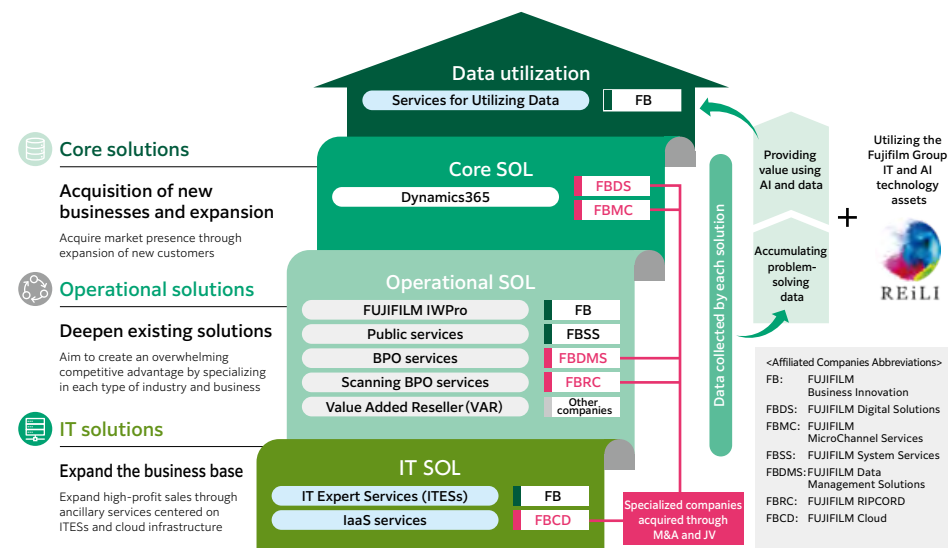 Data utilization
Services for Utilizing Data
FB
Core solutions
Acquisition of new
businesses and expansion
Acquire market presence through
expansion of new customers
Core SOL
Dynamics365
FBDS
FBMC
Operational solutions
Deepen existing solutions
Aim to create an overwhelming
competitive advantage by specializing
in each type of industry and business
Operational SOL
FUJIFILM IWPro
FB
Public services
FBSS
BPO services
FBDMS
Scanning BPO services
FBRC
Value Added Reseller (VAR)
Other
companies
IT solutions
Expand the business base
Expand high-profit sales through
ancillary services centered on
ITESs and cloud infrastructure
IT SOL
IT Expert Services (ITESs)
FB
IaaS services
FBCD
Specialized companies
acquired through
M&A and JV
Data collected by each solution
Providing
value using
AI and data
Accumulating
problem-
solving
data
+
Utilizing the
Fujifilm Group
IT and AI
technology
assets
REiLI
<Affiliated Companies Abbreviations>
FB: FUJIFILM
Business Innovation
FBDS: FUJIFILM Digital Solutions
FBMC: FUJIFILM
MicroChannel Services
FBSS: FUJIFILM System Services
FBDMS: FUJIFILM Data
Management Solutions
FBRC: FUJIFILM RIPCORD
FBCD: FUJIFILM Cloud